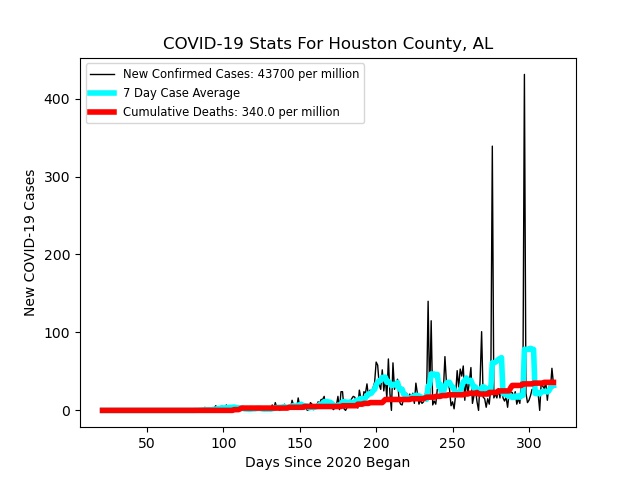 COVID-19 Stats For Houston County, AL
New Confirmed Cases: 43700 per million
7 Day Case Average
Cumulative Deaths: 340.0 per million
400
300
200
100
0
New COVID-19 Cases
50 100 150 200 250 300
Days Since 2020 Began